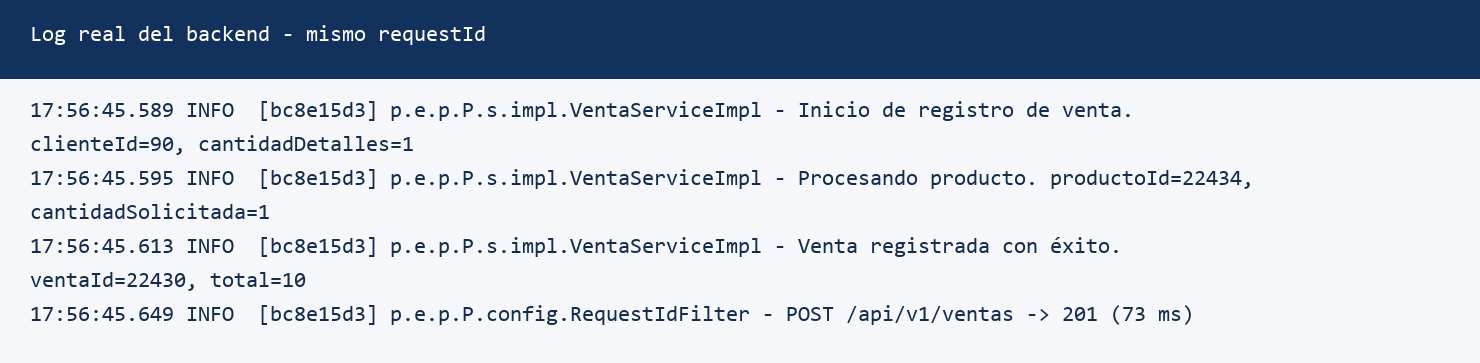 Log real del backend - mismo requestId
17:56:45.589 INFO  [bc8e15d3] p.e.p.P.s.impl.VentaServiceImpl - Inicio de registro de venta.
clienteId=90, cantidadDetalles=1
17:56:45.595 INFO  [bc8e15d3] p.e.p.P.s.impl.VentaServiceImpl - Procesando producto. productoId=22434,
cantidadSolicitada=1
17:56:45.613 INFO  [bc8e15d3] p.e.p.P.s.impl.VentaServiceImpl - Venta registrada con éxito.
ventaId=22430, total=10
17:56:45.649 INFO  [bc8e15d3] p.e.p.P.config.RequestIdFilter - POST /api/v1/ventas -> 201 (73 ms)